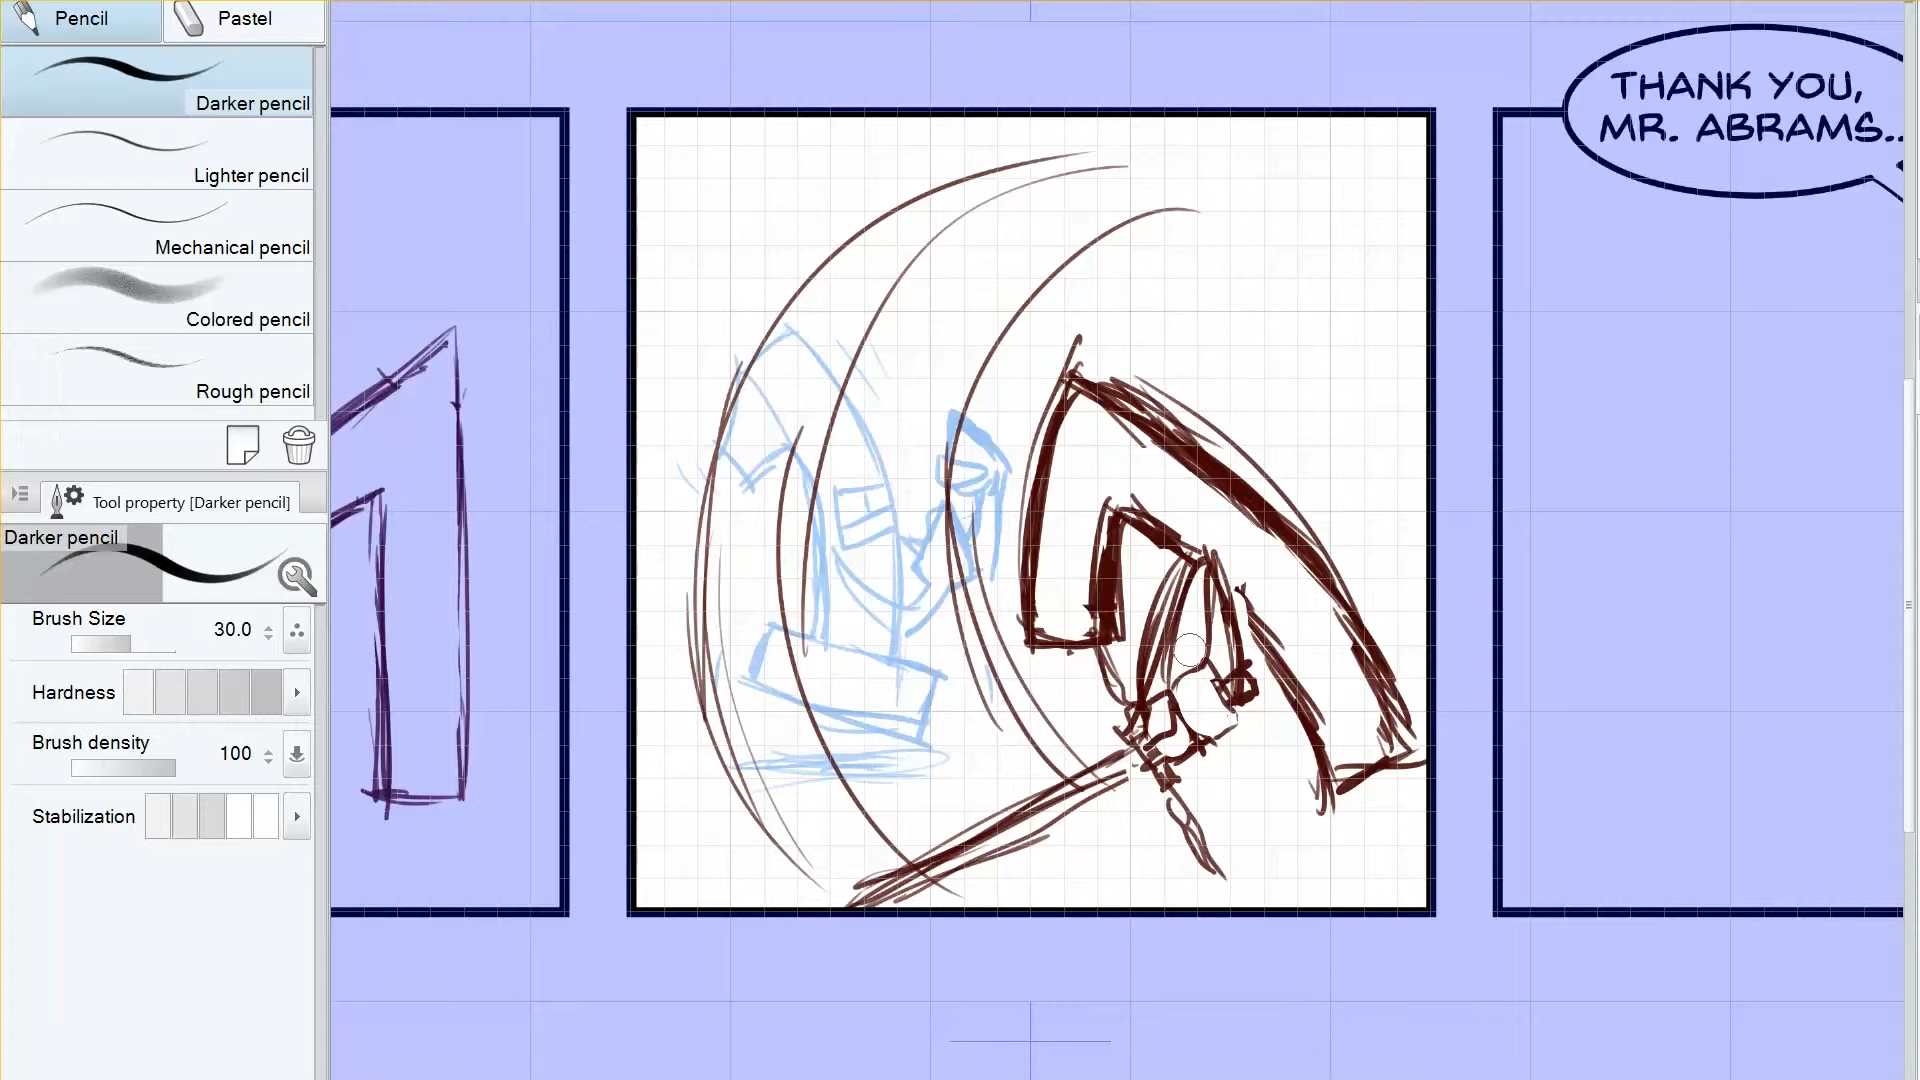 Pencil
Pastel
Darker pencil
Lighter pencil
Mechanical pencil
Colored pencil
Rough pencil
Tool property [Darker pencil]
Darker pencil
Brush Size
30.0
Hardness
Brush density
100
Stabilization
THANK YOU,
MR. ABRAMS..